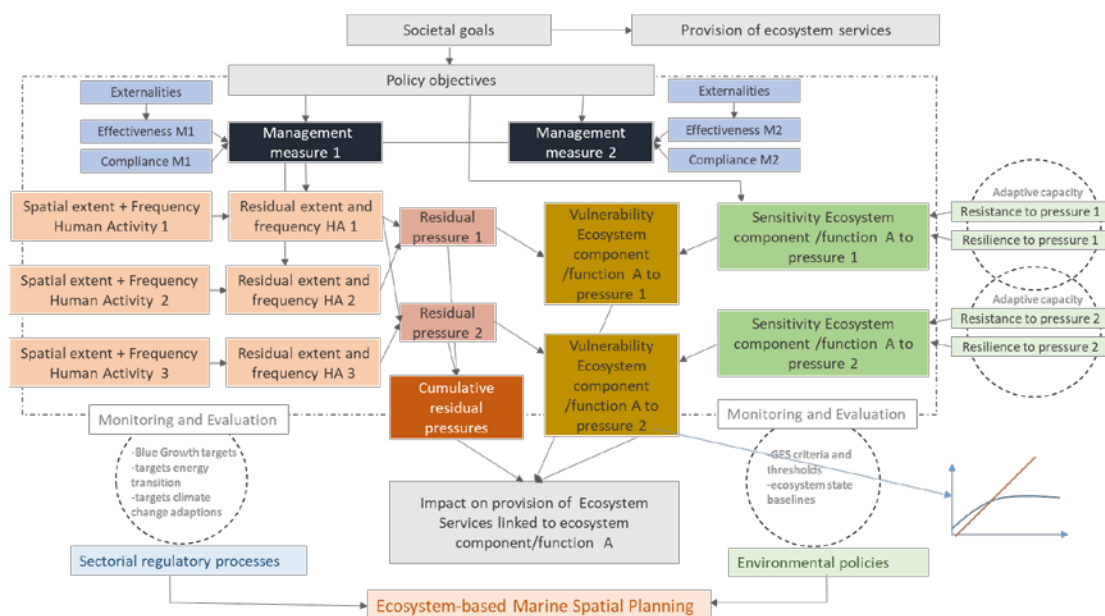 Societal goals
Provision of ecosystem services
Policy objectives
Externalities
Effectiveness M1
Compliance M1
Management
measure 1
Management
measure 2
Externalities
Effectiveness M2
Compliance M2
Spatial extent + Frequency
Human Activity 1
Residual extent and
frequency HA 1
Residual
pressure 1
Vulnerability
Ecosystem
component
/function A to
pressure 1
Sensitivity Ecosystem
component /function A to
pressure 1
Adaptive capacity
Resistance to pressure 1
Resilience to pressure 1
Spatial extent + Frequency
Human Activity 2
Residual extent and
frequency HA 2
Residual
pressure 2
Vulnerability
Ecosystem
component
/function A to
pressure 2
Sensitivity Ecosystem
component /function A to
pressure 2
Adaptive capacity
Resistance to pressure 2
Resilience to pressure 2
Spatial extent + Frequency
Human Activity 3
Residual extent and
frequency HA 3
Cumulative
residual
pressures
Monitoring and Evaluation
-Blue Growth targets
-targets energy
transition
-targets climate
change adaptions
Monitoring and Evaluation
-GES criteria and
thresholds
-ecosystem state
baselines
Impact on provision of Ecosystem
Services linked to ecosystem
component/function A
Sectorial regulatory processes
Environmental policies
Ecosystem-based Marine Spatial Planning